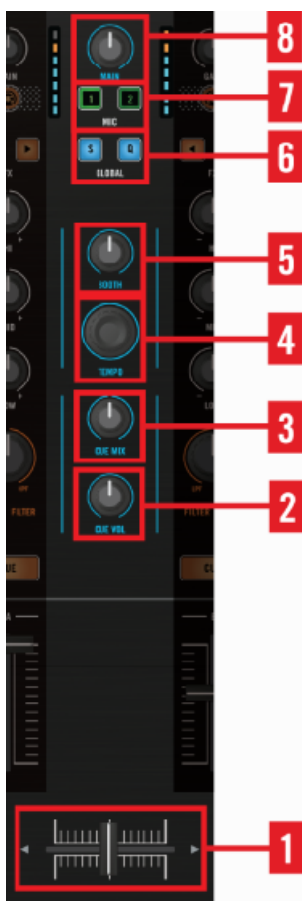 8
MAIN
7
1 2
MIC
6
S Q
GLOBAL
5
BOOTH
4
TEMPO
3
CUE MIX
2
CUE VOL
FILTER
1